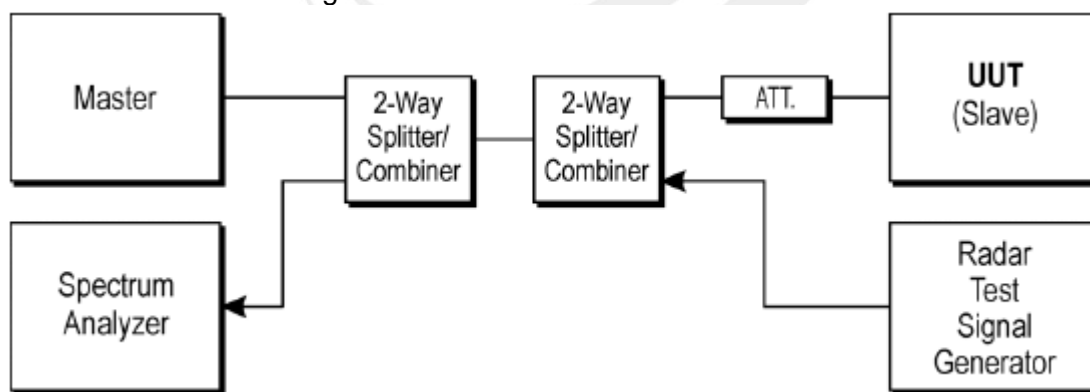 Master
2-Way
Splitter/
Combiner
2-Way
Splitter/
Combiner
ATT.
UUT
(Slave)
Spectrum
Analyzer
Radar
Test
Signal
Generator